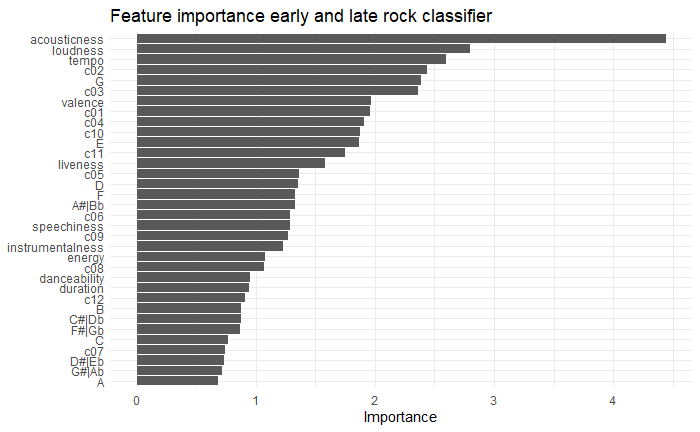 Feature importance early and late rock classifier
acousticness
loudness
tempo
c02
G
c03
valence
c01
c04
c10
E
c11
liveness
c05
D
F
A#|Bb
c06
speechiness
c09
instrumentalness
energy
c08
danceability
duration
c12
B
C#|Db
F#|Gb
C
c07
D#|Eb
G#|Ab
A
0 1 2 3 4
Importance